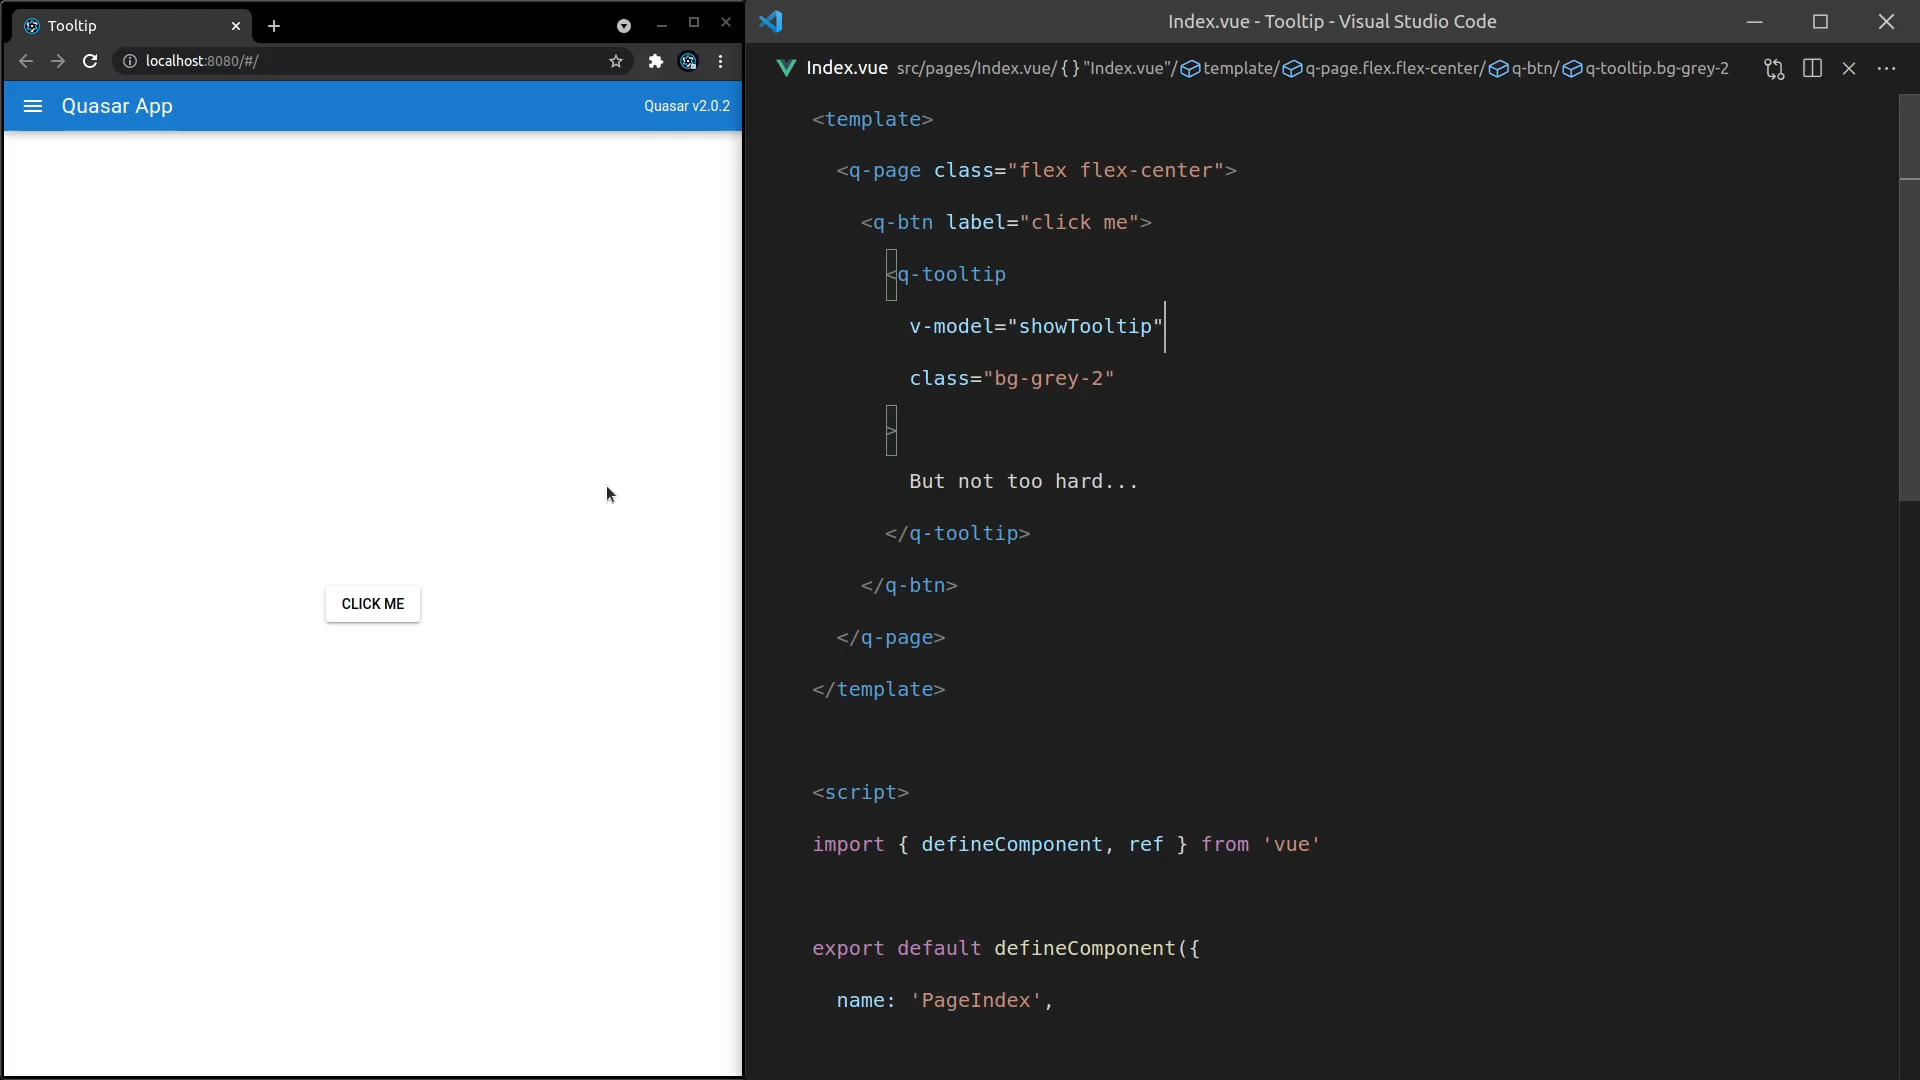 Tooltip
localhost:8080/#/
Quasar App
Quasar v2.0.2
CLICK ME
Index.vue - Tooltip - Visual Studio Code
Index.vue src/pages/Index.vue/{ }"Index.vue"/template/q-page.flex.flex-center/q-btn/q-tooltip.bg-grey-2
<template>
<q-page class="flex flex-center">
<q-btn label="click me">
<q-tooltip
v-model="showTooltip"
class="bg-grey-2"
>
But not too hard...
</q-tooltip>
</q-btn>
</q-page>
</template>
<script>
import { defineComponent, ref } from 'vue'
export default defineComponent({
name: 'PageIndex',